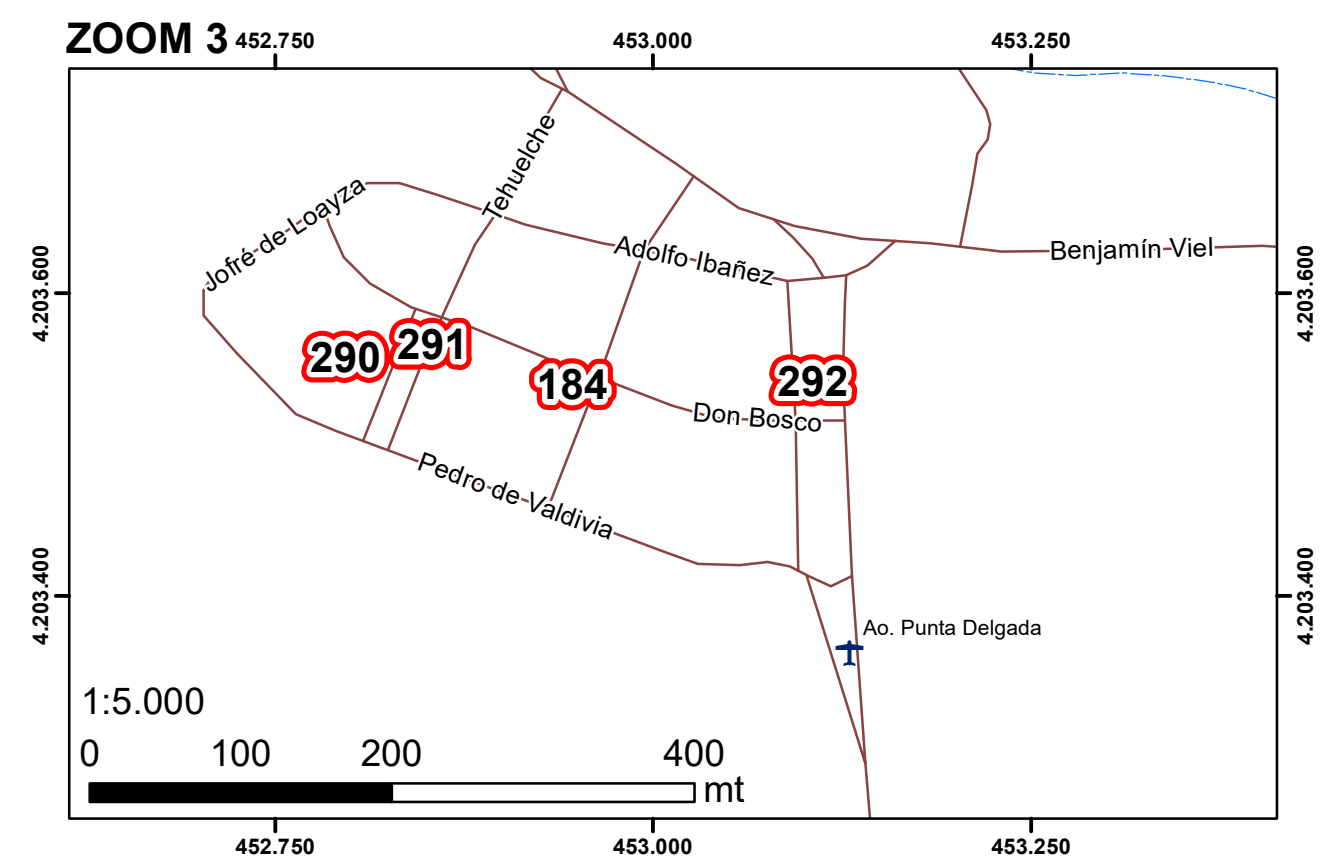 ZOOM 3
452.750
453.000
453.250
Tehuelche
Jofré de Loayza
Adolfo Ibañez
Benjamín Viel
4.203.600
4.203.600
290
291
184
292
Don Bosco
Pedro de Valdivia
4.203.400
4.203.400
Ao. Punta Delgada
1:5.000
0 100 200 400
mt
452.750
453.000
453.250